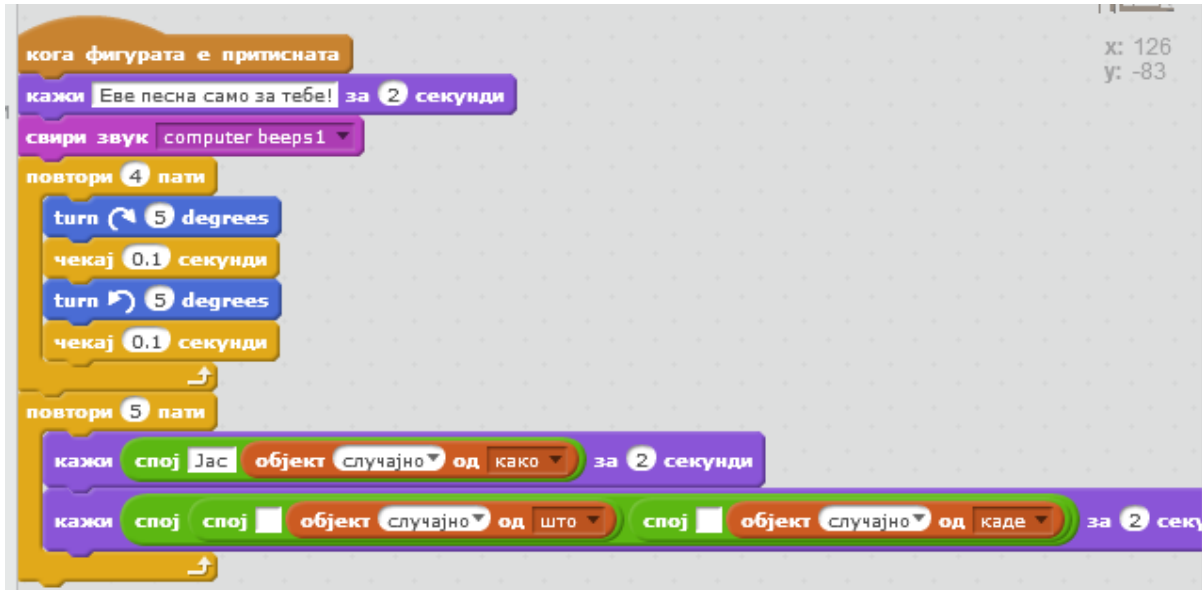 x: 126
y: -83
кога фигурата е притисната
кажи Еве песна само за тебе! за 2 секунди
свири звук computer beeps1
повтори 4 пати
turn 5 degrees
чекај 0.1 секунди
turn 5 degrees
чекај 0.1 секунди
повтори 5 пати
кажи спој Јас објект случајно од како за 2 секунди
кажи спој спој објект случајно од што спој објект случајно од каде за 2 секу